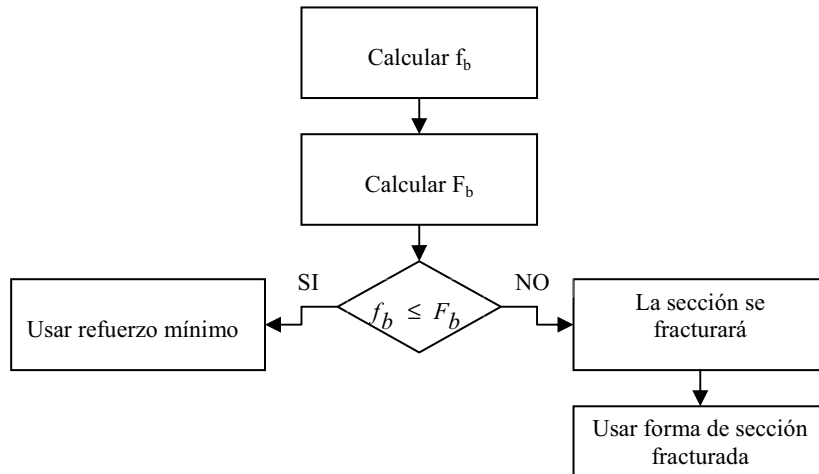 Calcular f_b
Calcular F_b
SI
NO
f_b ≤ F_b
Usar refuerzo mínimo
La sección se
fracturará
Usar forma de sección
fracturada